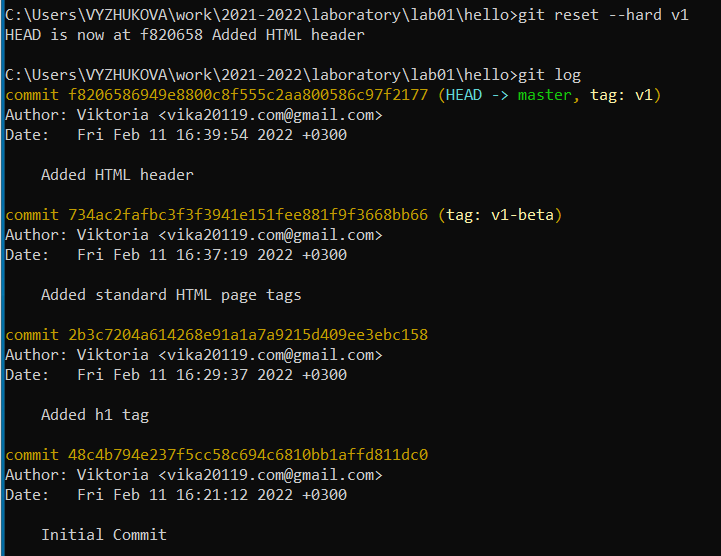 C:\Users\VYZHUKOVA\work\2021-2022\laboratory\lab01\hello>git reset --hard v1
HEAD is now at f820658 Added HTML header
C:\Users\VYZHUKOVA\work\2021-2022\laboratory\lab01\hello>git log
commit f8206586949e8800c8f555c2aa800586c97f2177 (HEAD -> master, tag: v1)
Author: Viktoria <vika20119.com@gmail.com>
Date:   Fri Feb 11 16:39:54 2022 +0300
    Added HTML header
commit 734ac2fafbc3f3f3941e151fee881f9f3668bb66 (tag: v1-beta)
Author: Viktoria <vika20119.com@gmail.com>
Date:   Fri Feb 11 16:37:19 2022 +0300
    Added standard HTML page tags
commit 2b3c7204a614268e91a1a7a9215d409ee3ebc158
Author: Viktoria <vika20119.com@gmail.com>
Date:   Fri Feb 11 16:29:37 2022 +0300
    Added h1 tag
commit 48c4b794e237f5cc58c694c6810bb1affd811dc0
Author: Viktoria <vika20119.com@gmail.com>
Date:   Fri Feb 11 16:21:12 2022 +0300
    Initial Commit